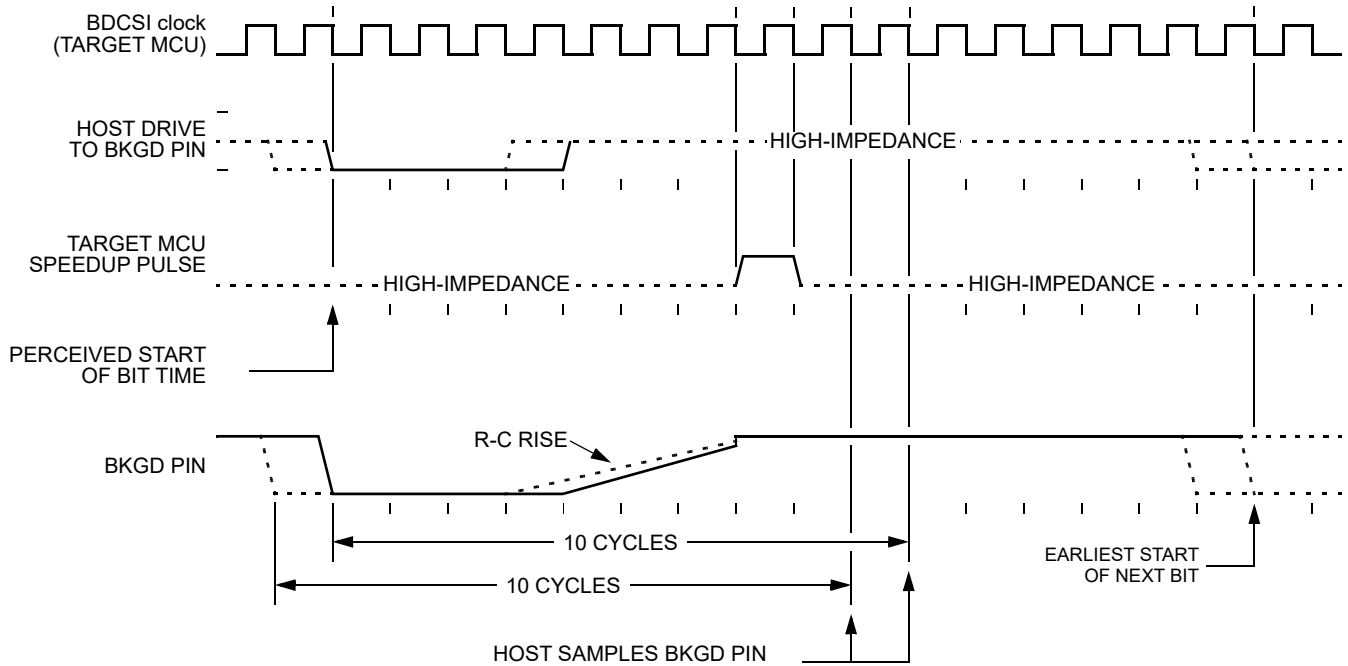 BDCSI clock
(TARGET MCU)
HOST DRIVE
TO BKGD PIN
HIGH-IMPEDANCE
TARGET MCU
SPEEDUP PULSE
HIGH-IMPEDANCE
HIGH-IMPEDANCE
PERCEIVED START
OF BIT TIME
R-C RISE
BKGD PIN
10 CYCLES
10 CYCLES
EARLIEST START
OF NEXT BIT
HOST SAMPLES BKGD PIN